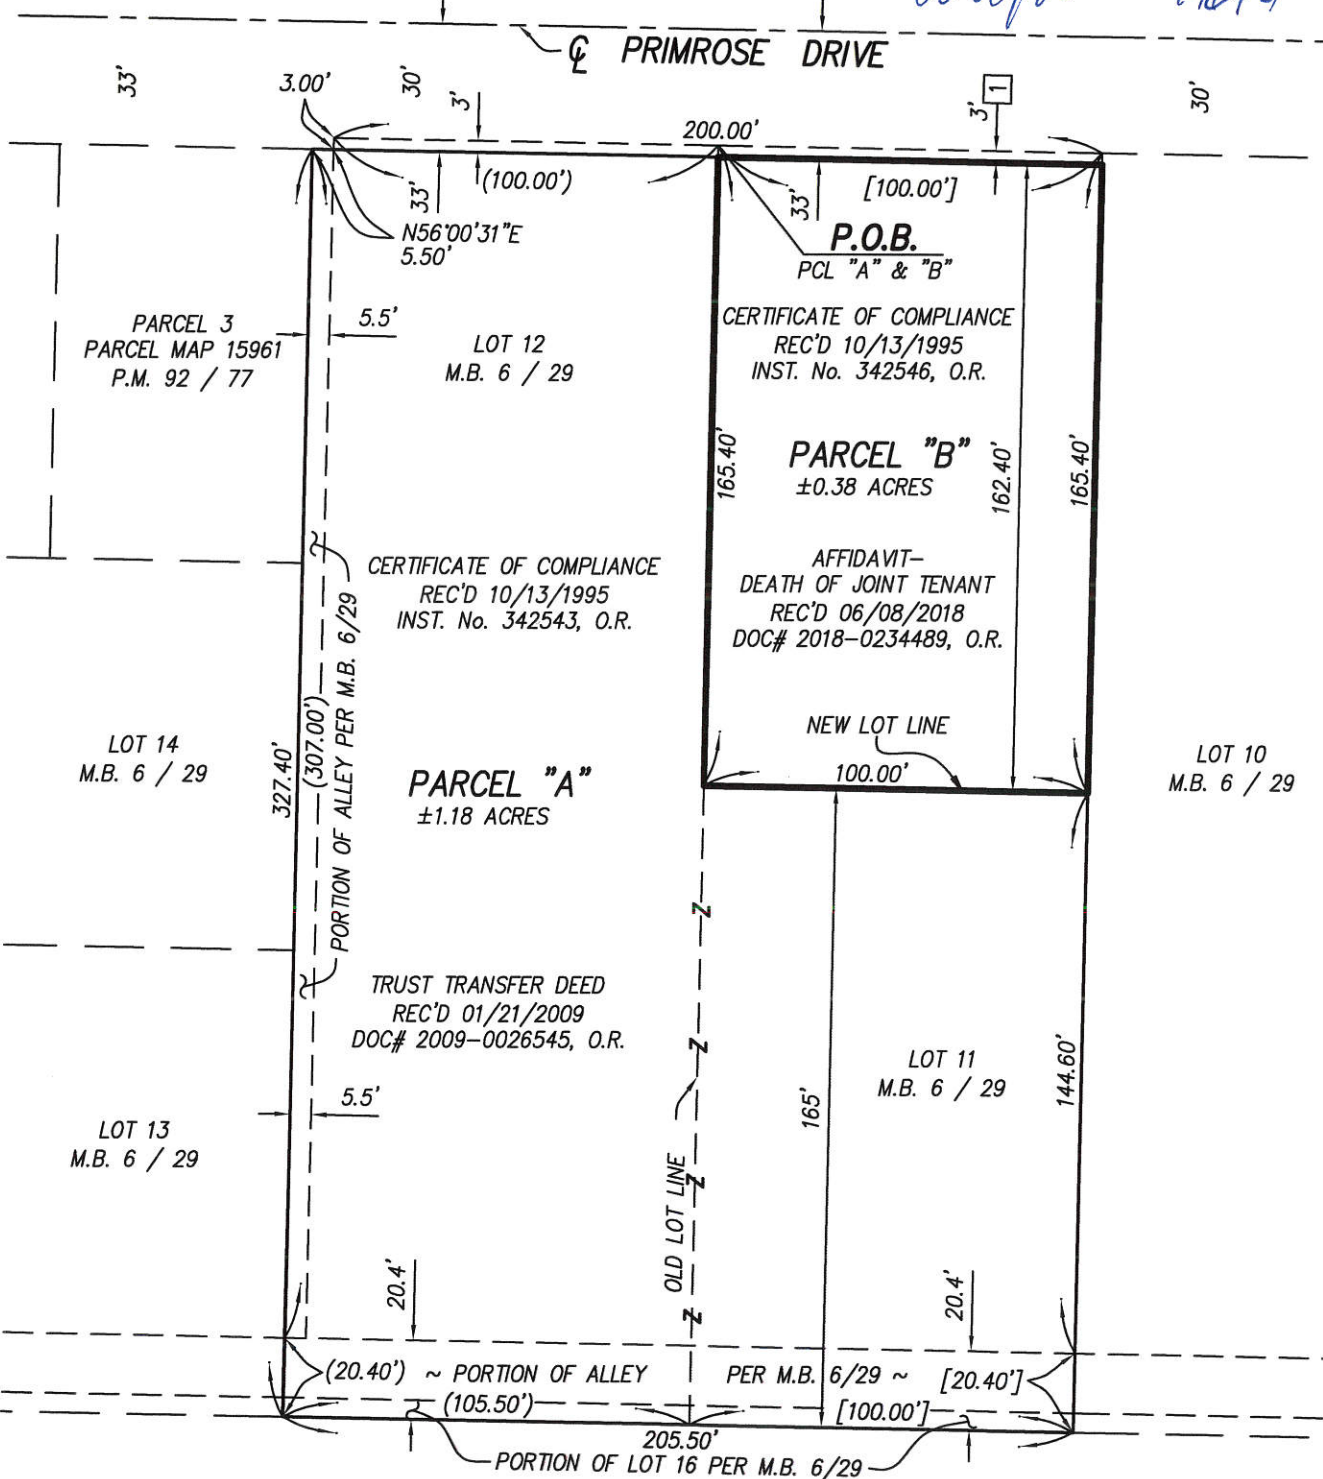 ℄ PRIMROSE DRIVE
33'
3.00'
30'
3'
200.00'
3'
1
30'
(100.00')
[100.00']
33'
33'
N56°00'31"E
5.50'
P.O.B.
PCL "A" & "B"
PARCEL 3
PARCEL MAP 15961
P.M. 92 / 77
5.5'
LOT 12
M.B. 6 / 29
CERTIFICATE OF COMPLIANCE
REC'D 10/13/1995
INST. No. 342546, O.R.
PARCEL "B"
±0.38 ACRES
165.40'
162.40'
165.40'
AFFIDAVIT-
DEATH OF JOINT TENANT
REC'D 06/08/2018
DOC# 2018-0234489, O.R.
CERTIFICATE OF COMPLIANCE
REC'D 10/13/1995
INST. No. 342543, O.R.
NEW LOT LINE
100.00'
LOT 14
M.B. 6 / 29
327.40'
(307.00')
PORTION OF ALLEY PER M.B. 6/29
PARCEL "A"
±1.18 ACRES
LOT 10
M.B. 6 / 29
Z
TRUST TRANSFER DEED
REC'D 01/21/2009
DOC# 2009-0026545, O.R.
Z
LOT 11
M.B. 6 / 29
144.60'
165'
5.5'
LOT 13
M.B. 6 / 29
OLD LOT LINE
Z
Z
20.4'
20.4'
(20.40') ~ PORTION OF ALLEY PER M.B. 6/29 ~ [20.40']
(105.50')
[100.00']
205.50'
PORTION OF LOT 16 PER M.B. 6/29